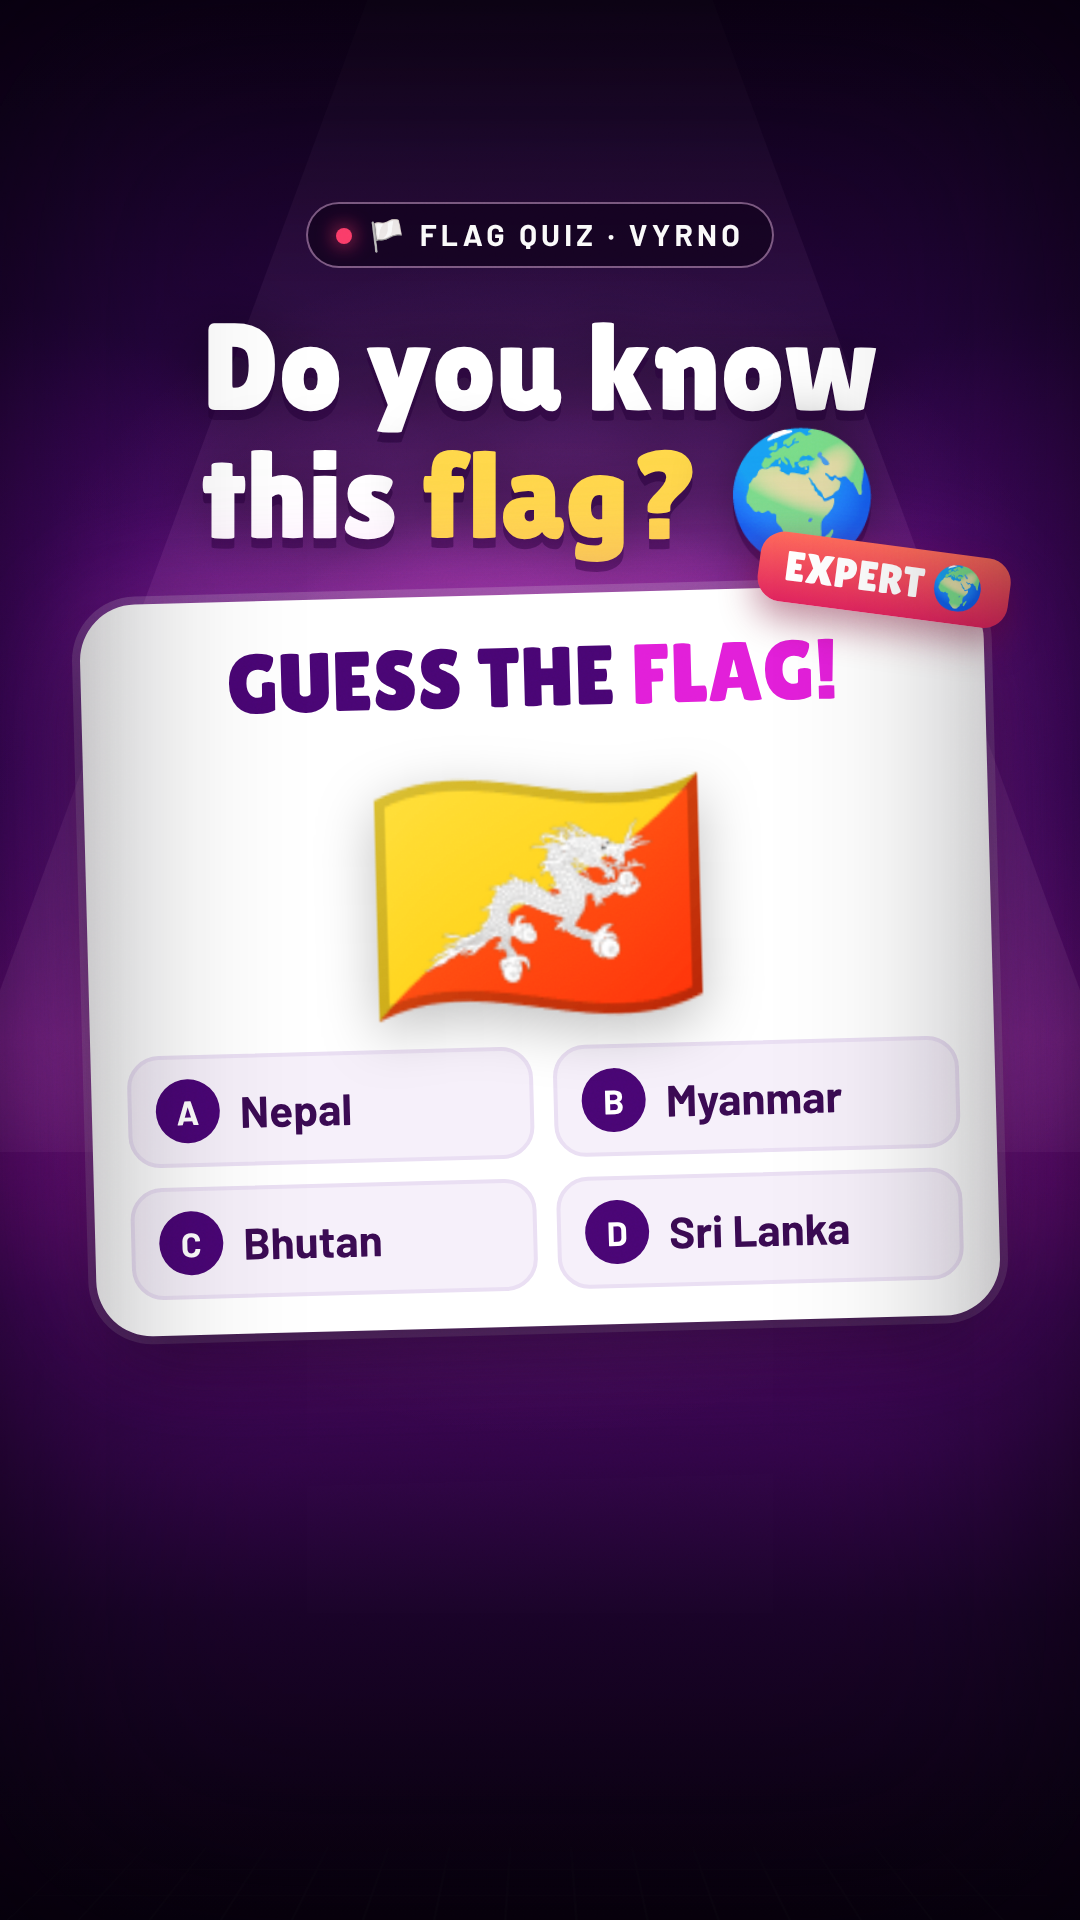 FLAG QUIZ · VYRNO
Do you know
this flag?
EXPERT
GUESS THE FLAG!
A Nepal
B Myanmar
C Bhutan
D Sri Lanka